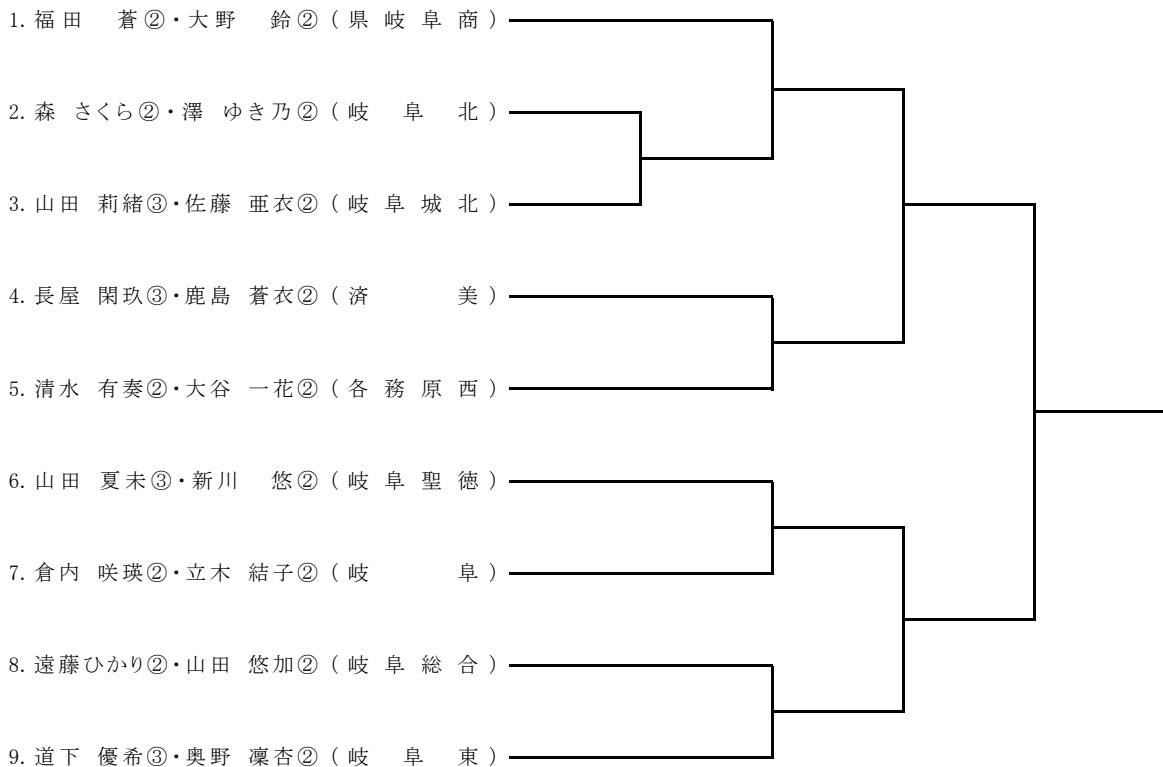 1. 福田 蒼②・大野 鈴② (県岐阜商)
2. 森 さくら②・澤 ゆき乃② (岐阜北)
3. 山田 莉緒③・佐藤 亜衣② (岐阜城北)
4. 長屋 閑玖③・鹿島 蒼衣② (済美)
5. 清水 有奏②・大谷 一花② (各務原西)
6. 山田 夏未③・新川 悠② (岐阜聖徳)
7. 倉内 咲瑛②・立木 結子② (岐阜)
8. 遠藤ひかり②・山田 悠加② (岐阜総合)
9. 道下 優希③・奥野 凜杏② (岐阜東)